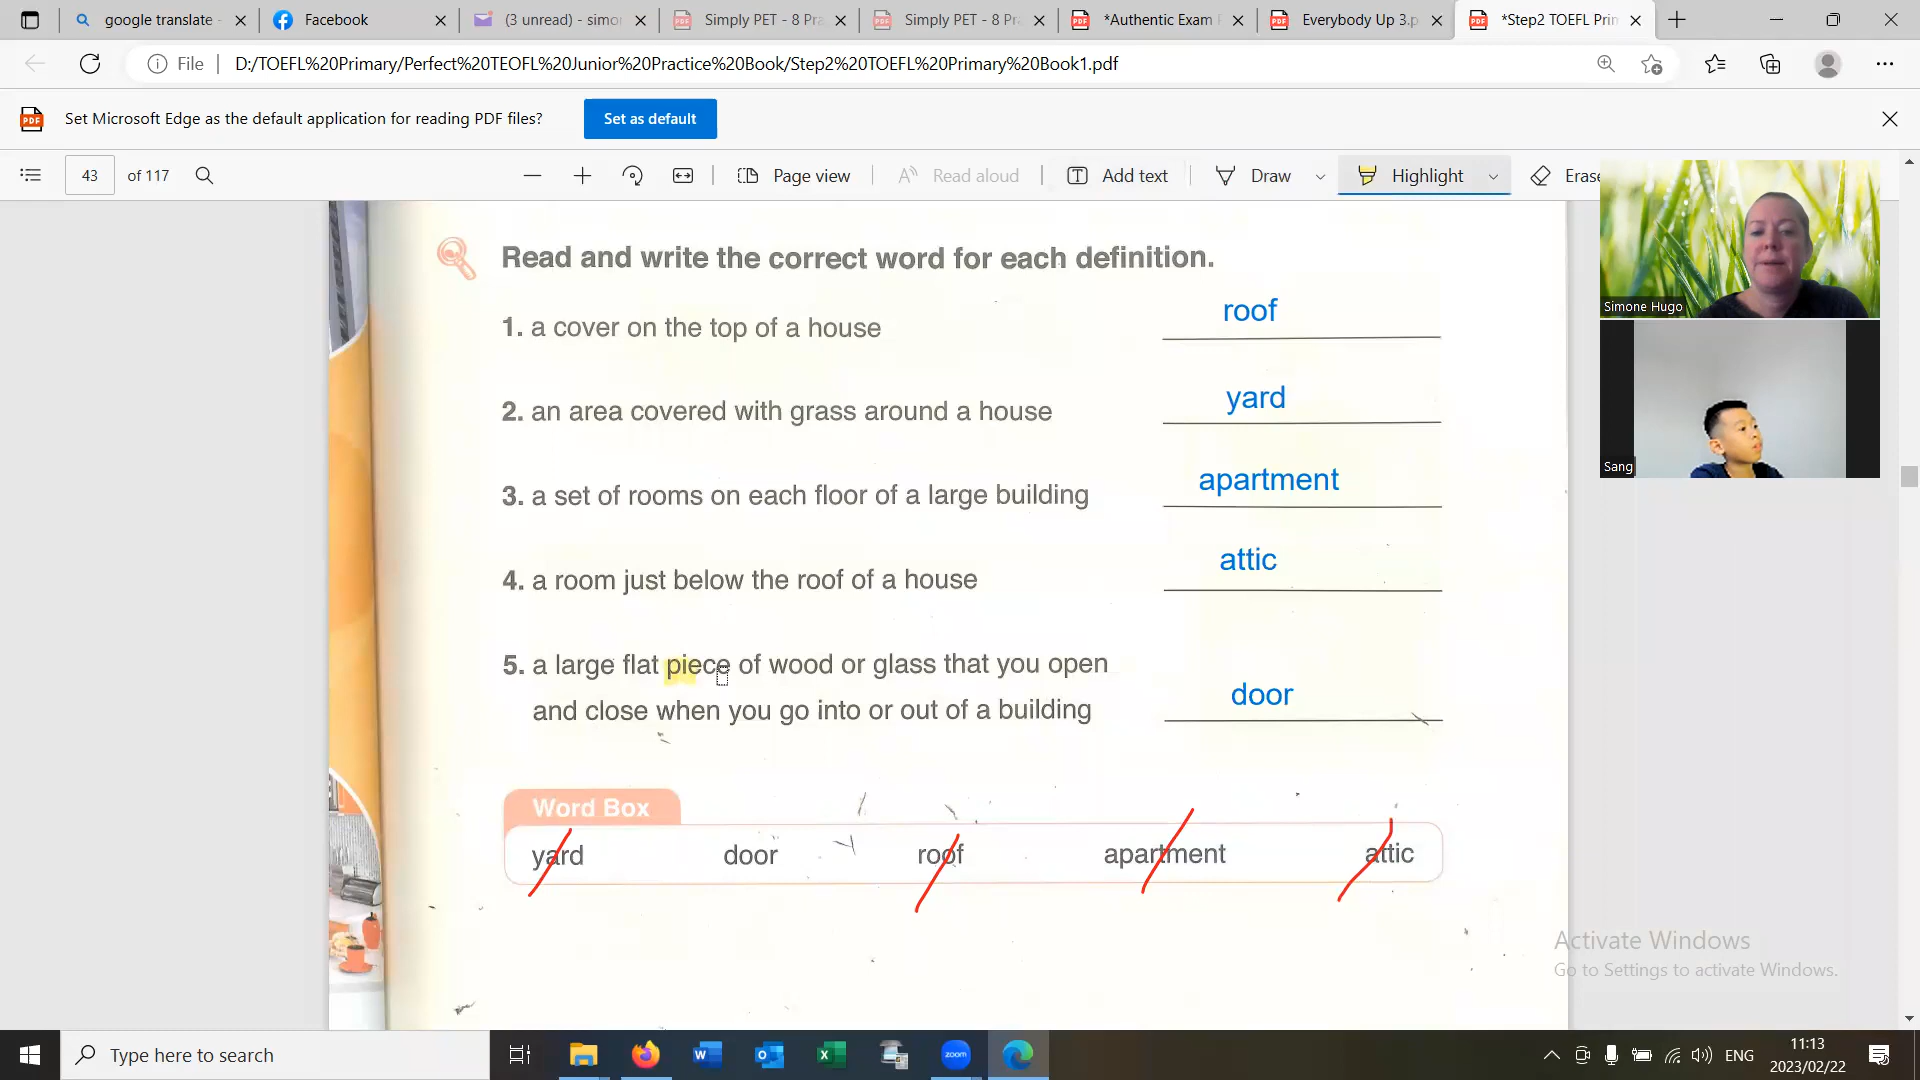 google translate -
Facebook
(3 unread) - simo
Simply PET - 8 Pra
Simply PET - 8 Pra
*Authentic Exam
Everybody Up 3.p
*Step2 TOEFL Prim
File
D:/TOEFL%20Primary/Perfect%20TEOFL%20Junior%20Practice%20Book/Step2%20TOEFL%20Primary%20Book1.pdf
PDF
Set Microsoft Edge as the default application for reading PDF files?
Set as default
43
of 117
Page view
Read aloud
Add text
Draw
Highlight
Erase
Simone Hugo
Sang
Read and write the correct word for each definition.
1. a cover on the top of a house roof
2. an area covered with grass around a house yard
3. a set of rooms on each floor of a large building apartment
4. a room just below the roof of a house attic
5. a large flat piece of wood or glass that you open
and close when you go into or out of a building door
Word Box
yard door roof apartment attic
Activate Windows
Go to Settings to activate Windows.
Type here to search
zoom
ENG
11:13
2023/02/22